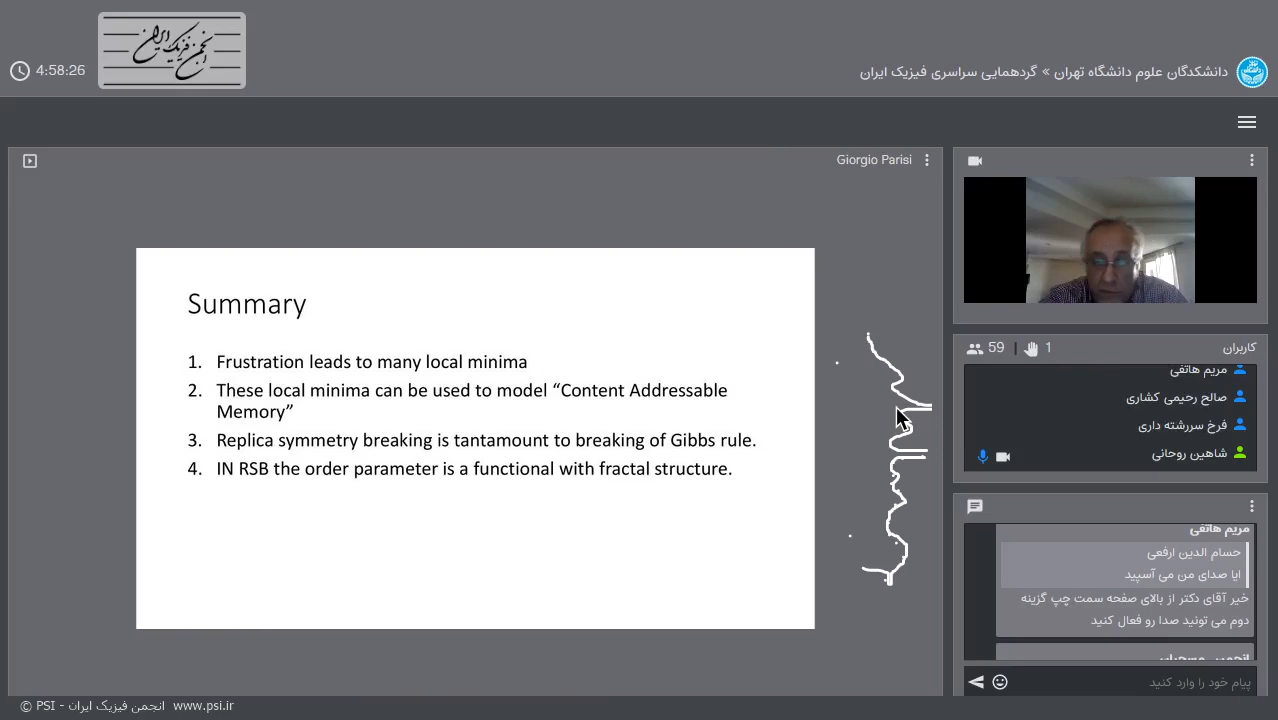 انجمن فیزیک ایران
4:58:26
دانشکدگان علوم دانشگاه تهران » گردهمایی سراسری فیزیک ایران
Giorgio Parisi
Summary
1. Frustration leads to many local minima
2. These local minima can be used to model “Content Addressable
Memory”
3. Replica symmetry breaking is tantamount to breaking of Gibbs rule.
4. IN RSB the order parameter is a functional with fractal structure.
59 | 1
کاربران
مریم هاتفی
صالح رحیمی کشاری
فرخ سررشته داری
شاهین روحانی
مریم هاتفی
حسام الدین ارفعی
ایا صدای من می آسپید
خیر آقای دکتر از بالای صفحه سمت چپ گزینه
دوم می تونید صدا رو فعال کنید
پیام خود را وارد کنید
© PSI - انجمن فیزیک ایران www.psi.ir